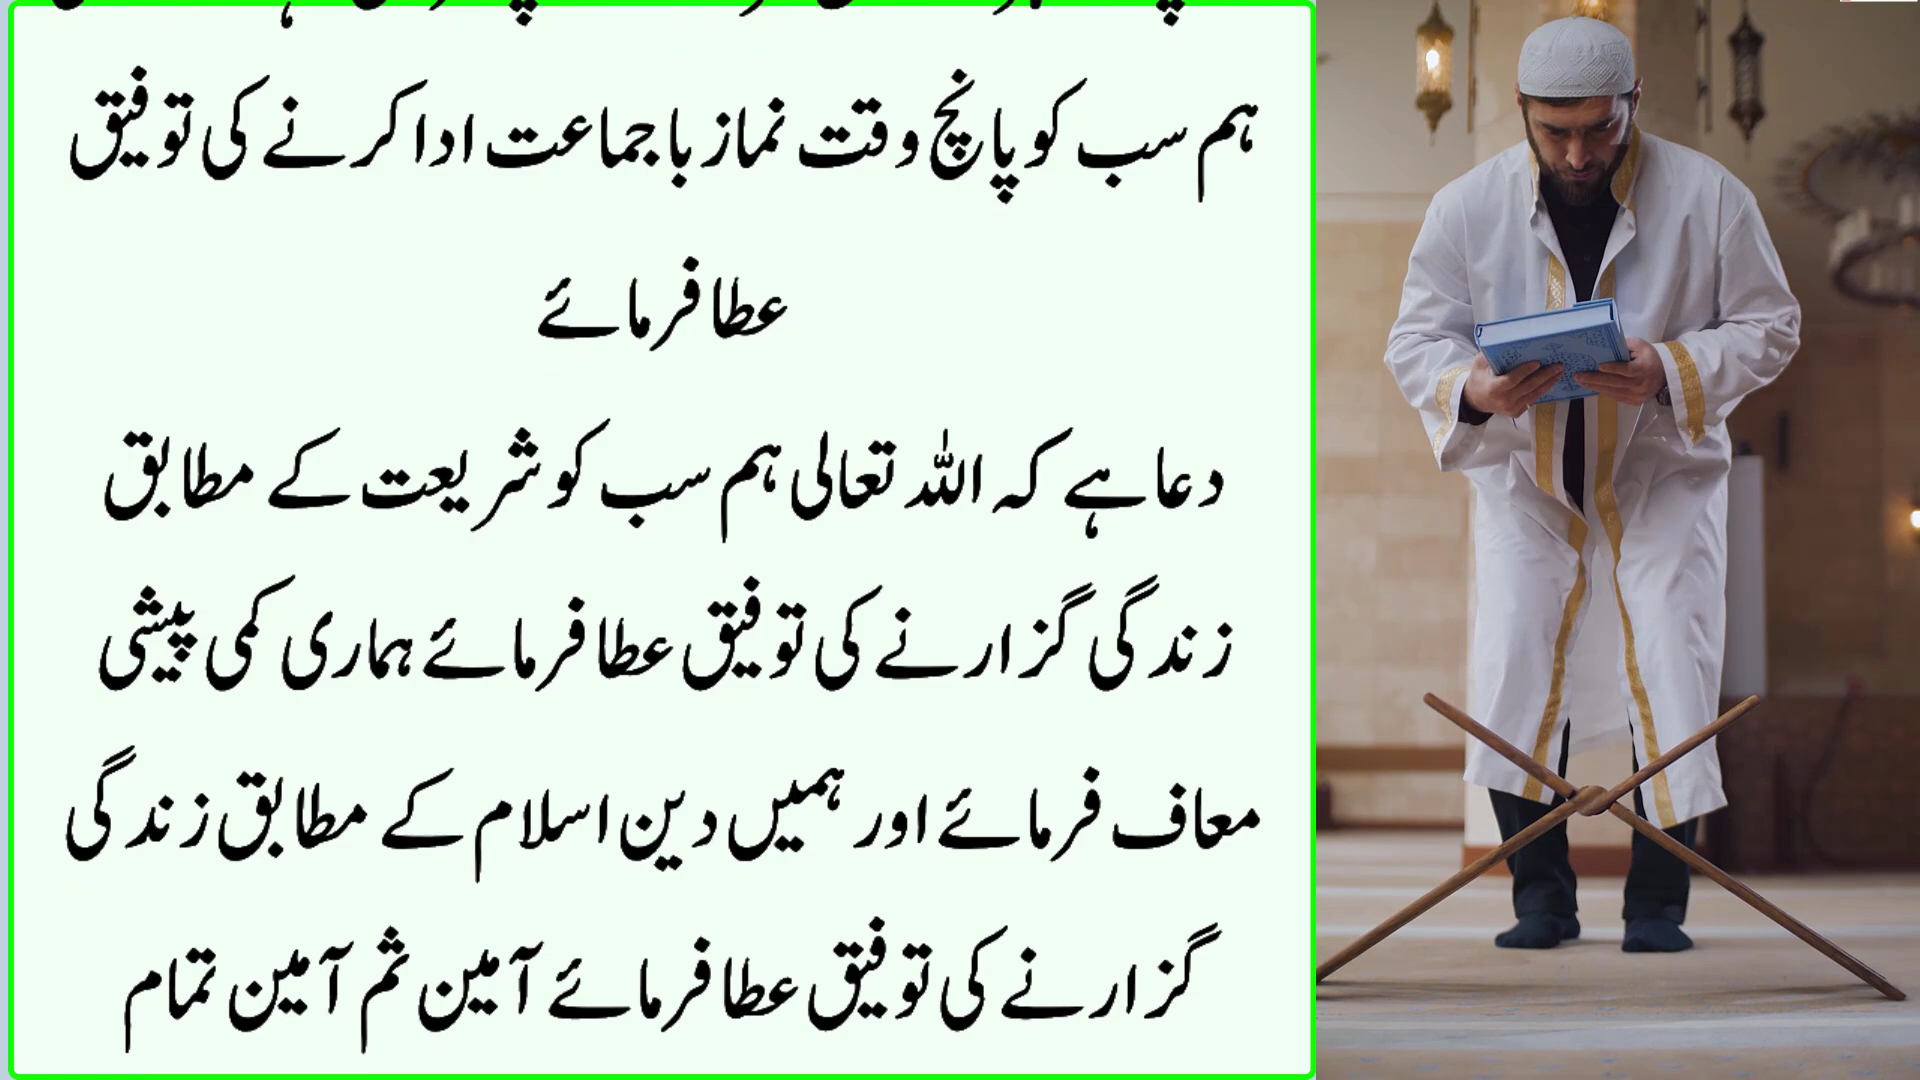 ہم سب کو پانچ وقت نماز با جماعت ادا کرنے کی توفیق
عطا فرمائے
دعا ہے کہ اللہ تعالی ہم سب کو شریعت کے مطابق
زندگی گزارنے کی توفیق عطا فرمائے ہماری کمی پیشی
معاف فرمائے اور ہمیں دین اسلام کے مطابق زندگی
گزارنے کی توفیق عطا فرمائے آمین ثم آمین تمام